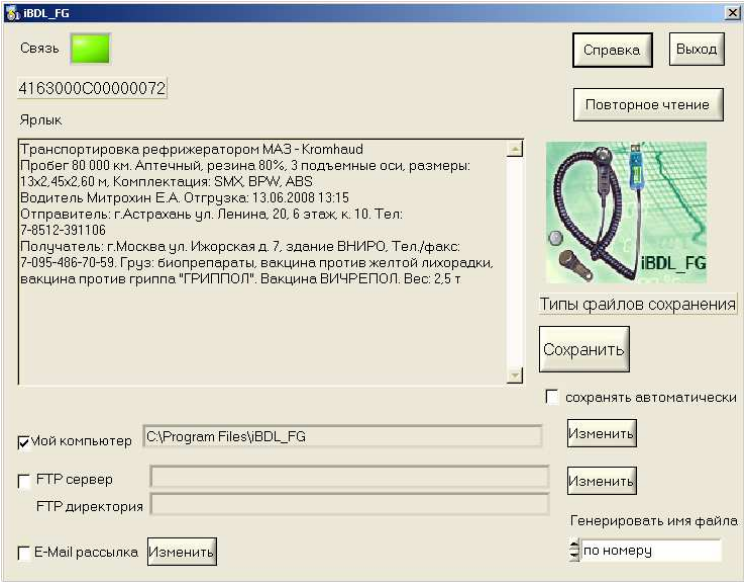 iBDL_FG
Связь
Справка
Выход
4163000C00000072
Повторное чтение
Ярлык
Транспортировка рефрижератором МАЗ - Kromhaud
Пробег 80 000 км. Аптечный, резина 80%, 3 подъемные оси, размеры:
13х2,45х2,60 м, Комплектация: SMX, BPW, ABS
Водитель Митрохин Е.А. Отгрузка: 13.06.2008 13:15
Отправитель: г.Астрахань ул. Ленина, 20, 6 этаж, к. 10. Тел:
7-8512-391106
Получатель: г.Москва ул. Ижорская д. 7, здание ВНИРО, Тел./факс:
7-095-486-70-59. Груз: биопрепараты, вакцина против желтой лихорадки,
вакцина против гриппа "ГРИППОЛ". Вакцина ВИЧРЕПОЛ. Вес: 2,5 т
iBDL_FG
Типы файлов сохранения
Сохранить
сохранять автоматически
Мой компьютер
C:\Program Files\iBDL_FG
Изменить
FTP сервер
Изменить
FTP директория
Генерировать имя файла
E-Mail рассылка
Изменить
по номеру